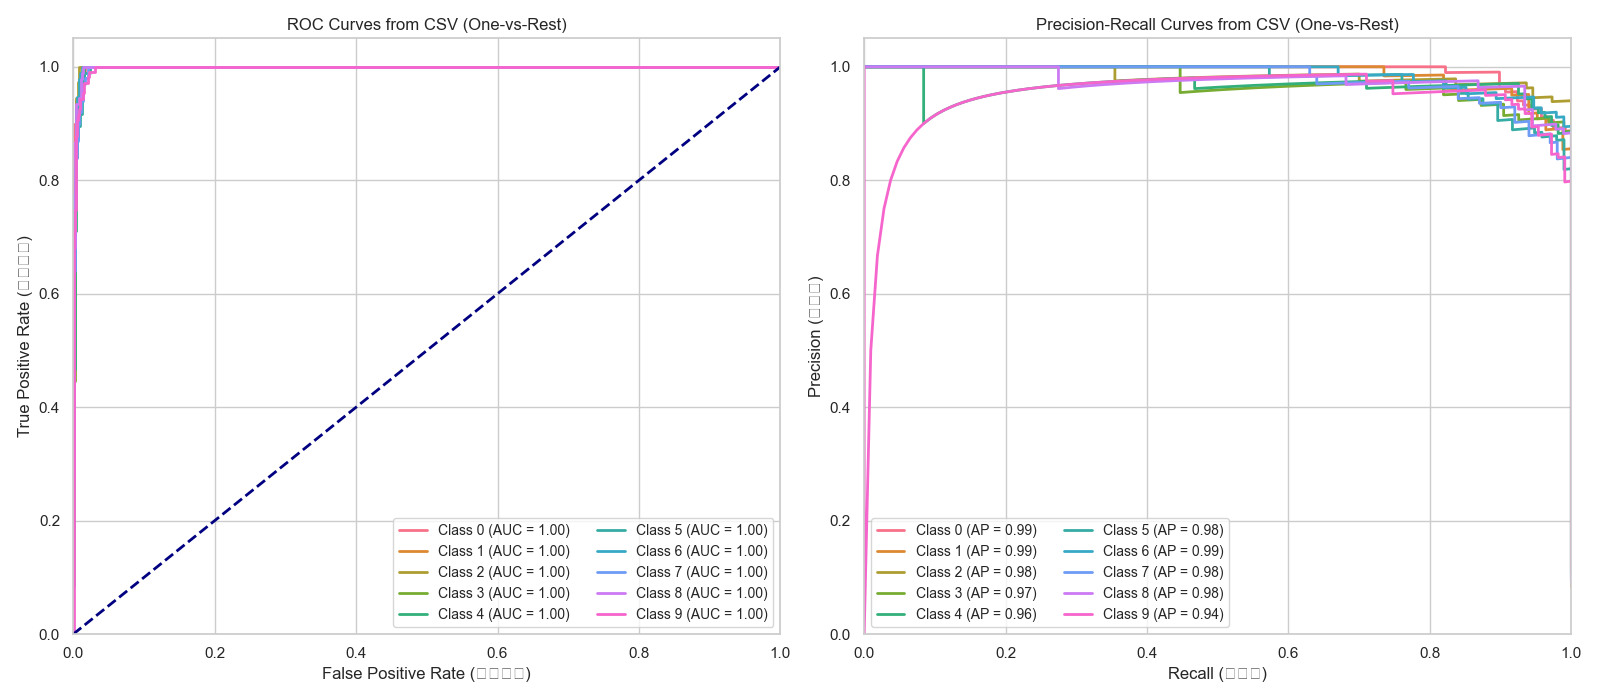 ROC Curves from CSV (One-vs-Rest)
True Positive Rate (□□□□)
1.0
0.8
0.6
0.4
0.2
0.0
0.0 0.2 0.4 0.6 0.8 1.0
False Positive Rate (□□□□)
Class 0 (AUC = 1.00)
Class 1 (AUC = 1.00)
Class 2 (AUC = 1.00)
Class 3 (AUC = 1.00)
Class 4 (AUC = 1.00)
Class 5 (AUC = 1.00)
Class 6 (AUC = 1.00)
Class 7 (AUC = 1.00)
Class 8 (AUC = 1.00)
Class 9 (AUC = 1.00)
Precision-Recall Curves from CSV (One-vs-Rest)
Precision (□□□)
1.0
0.8
0.6
0.4
0.2
0.0
0.0 0.2 0.4 0.6 0.8 1.0
Recall (□□□)
Class 0 (AP = 0.99)
Class 1 (AP = 0.99)
Class 2 (AP = 0.98)
Class 3 (AP = 0.97)
Class 4 (AP = 0.96)
Class 5 (AP = 0.98)
Class 6 (AP = 0.99)
Class 7 (AP = 0.98)
Class 8 (AP = 0.98)
Class 9 (AP = 0.94)